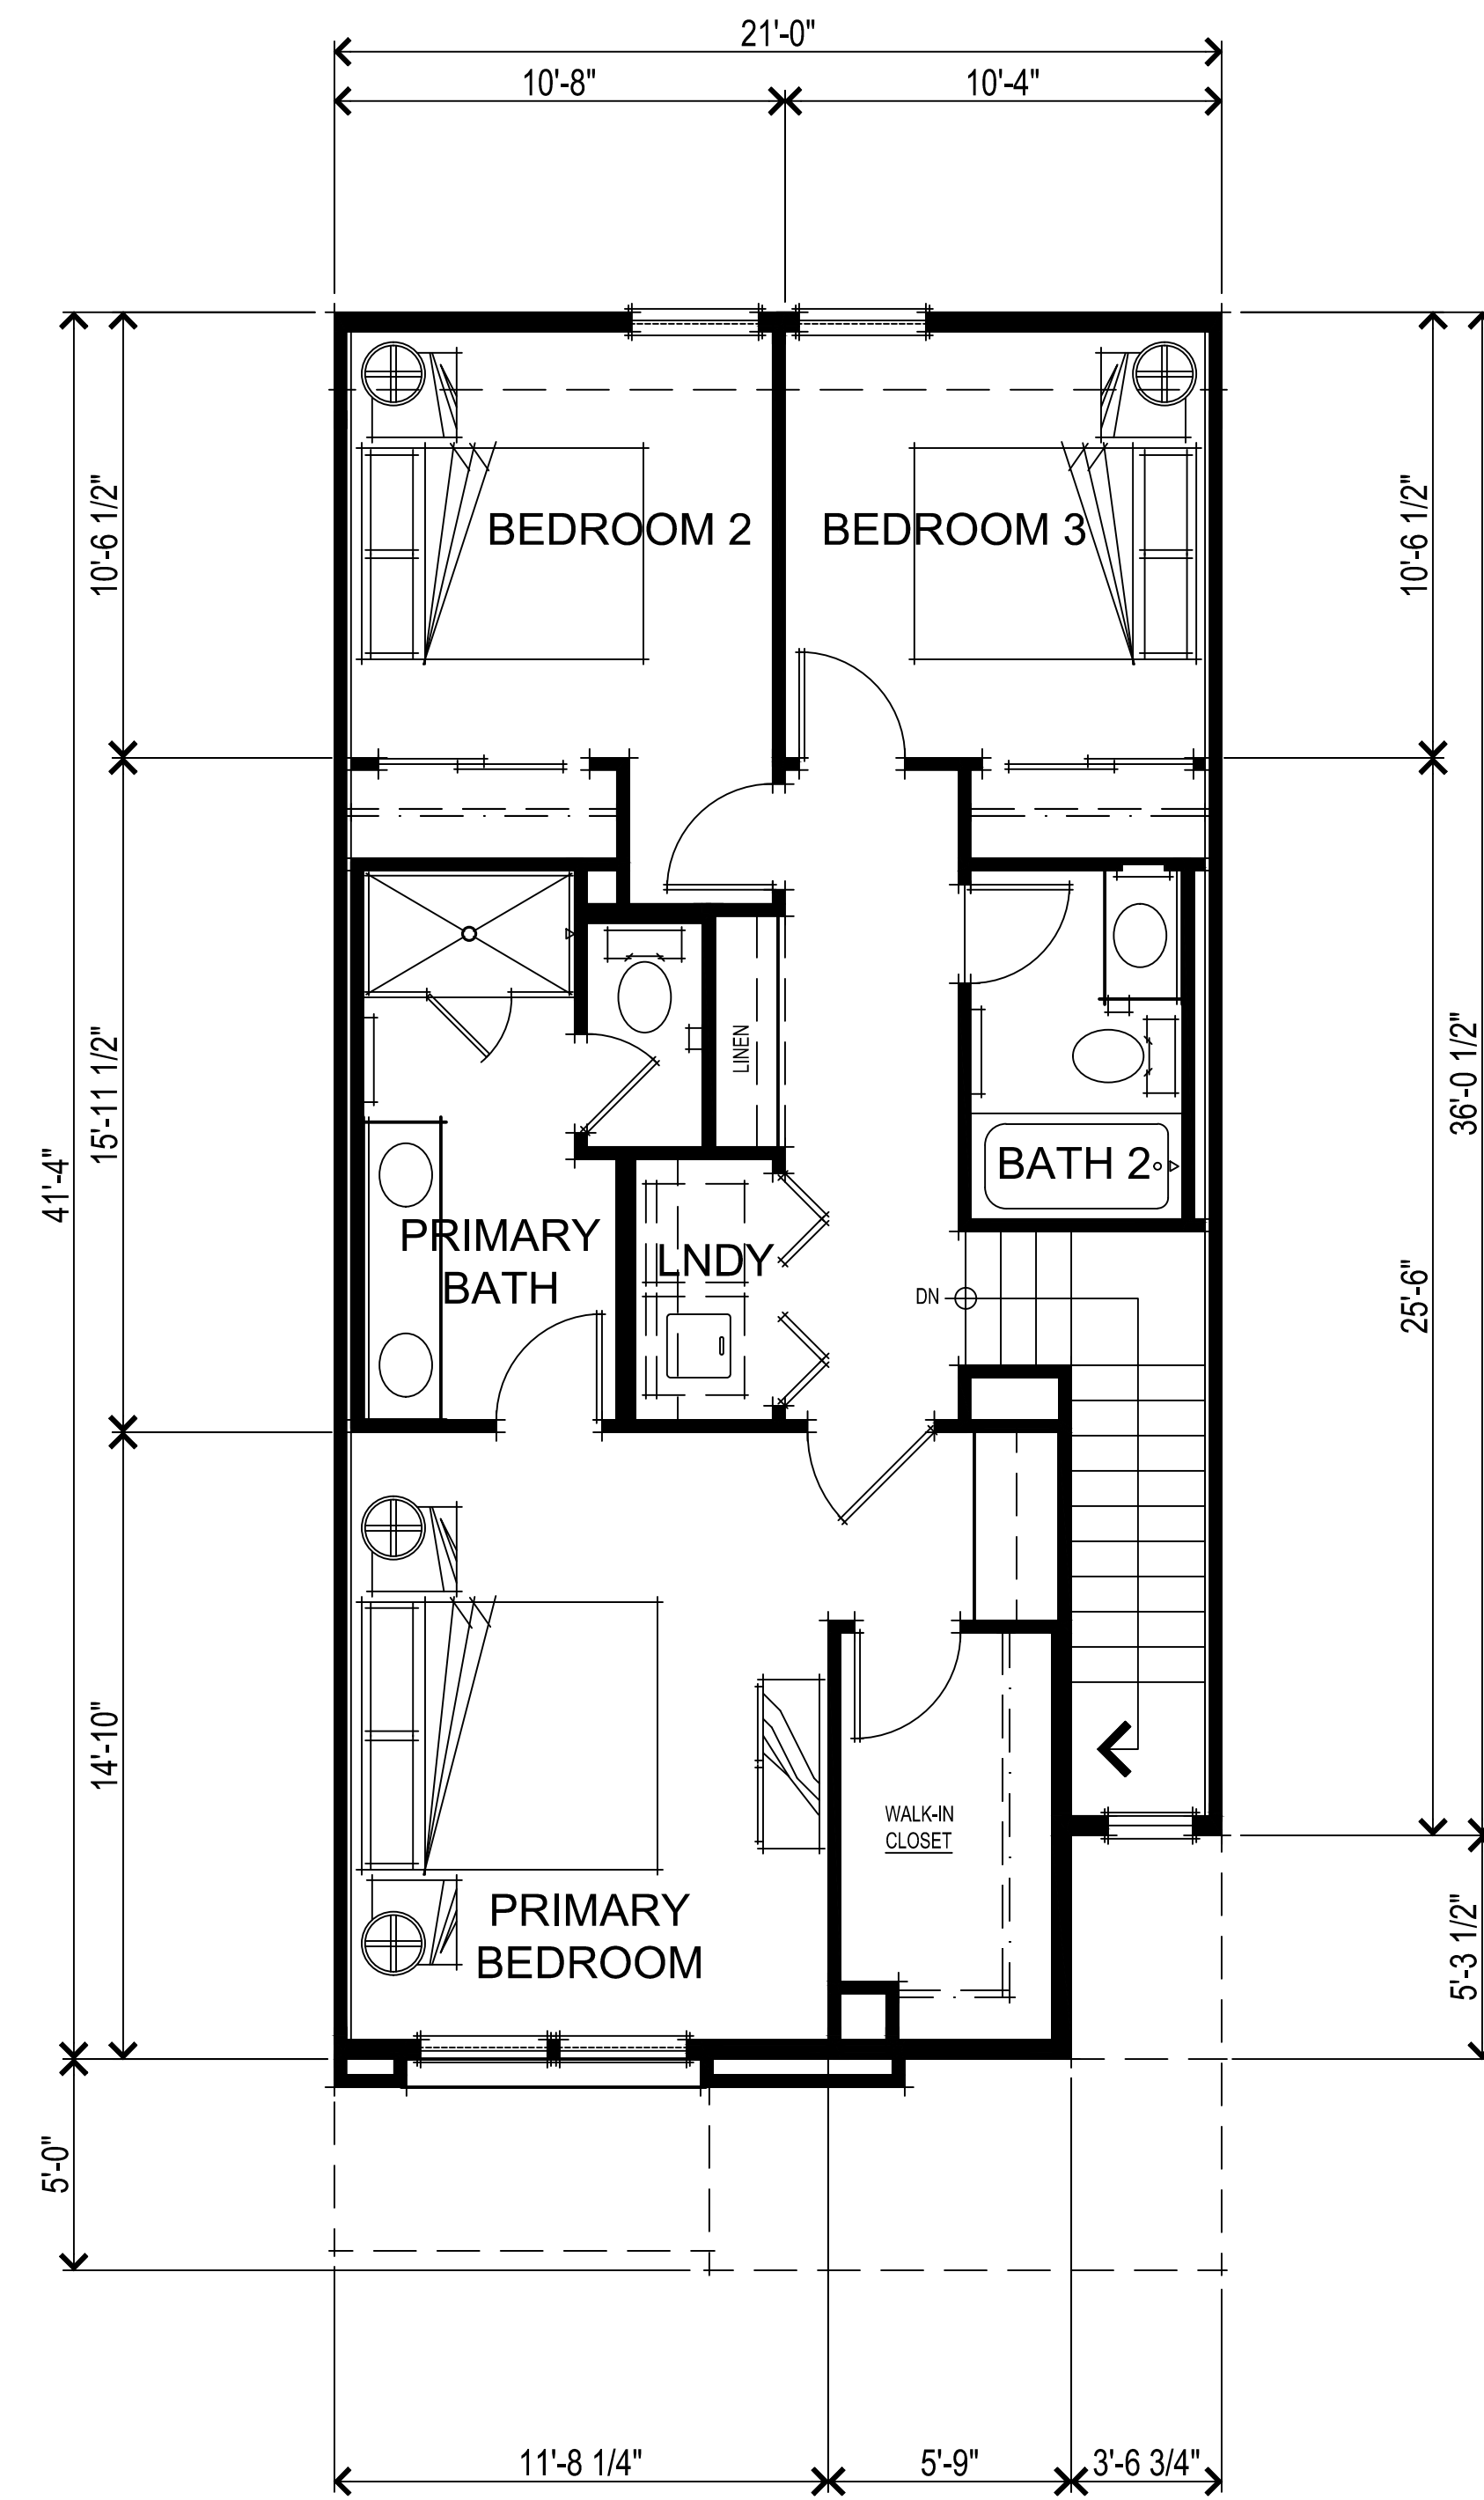 21'-0"
10'-8"
10'-4"
BEDROOM 2
BEDROOM 3
10'-6 1/2"
10'-6 1/2"
LINEN
15'-11 1/2"
36'-0 1/2"
41'-4"
BATH 2
PRIMARY
BATH
LNDY
DN
25'-6"
14'-10"
WALK-IN
CLOSET
PRIMARY
BEDROOM
5'-3 1/2"
5'-0"
11'-8 1/4"
5'-9"
3'-6 3/4"